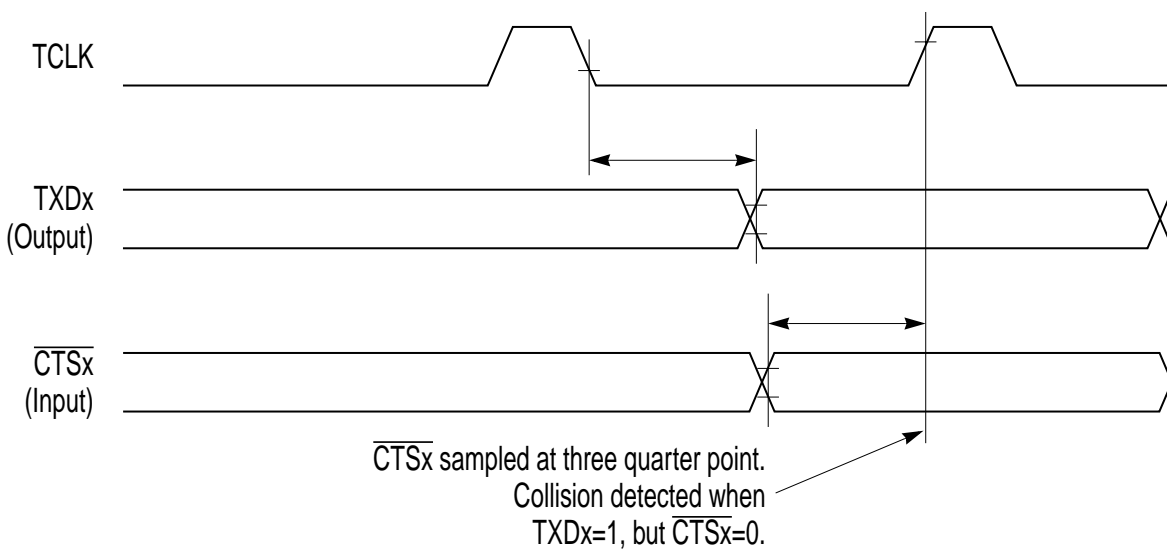 TCLK
TXDx
(Output)
CTSx
(Input)
CTSx sampled at three quarter point.
Collision detected when
TXDx=1, but CTSx=0.